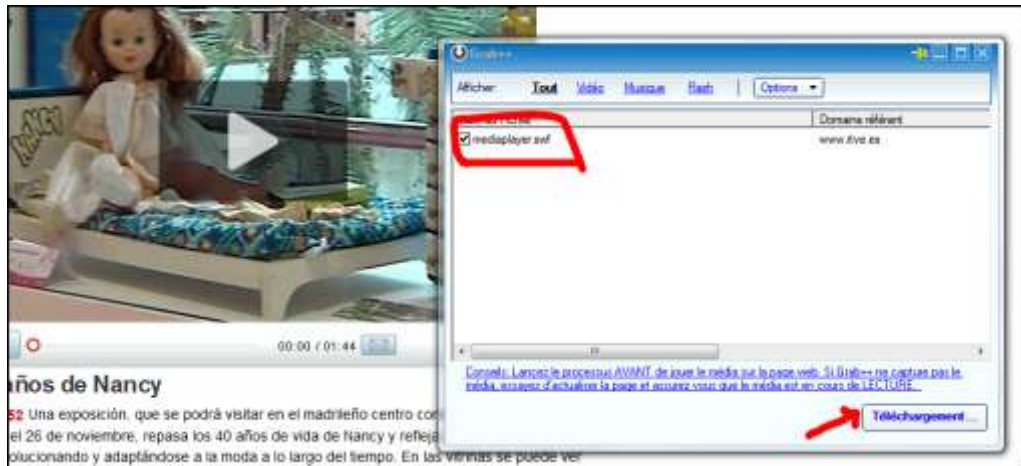 NANCY
Grab++
Afficher: Tout Vidéo Musique Flash Options
Domaine référent
mediaplayer.swf
www.rtve.es
00:00 / 01:44
años de Nancy
52 Una exposición, que se podrá visitar en el madrileño centro
el 26 de noviembre, repasa los 40 años de vida de Nancy y
olucionando y adaptándose a la moda a lo largo del tiempo. En las vitrinas se puede ver
Conseils: Lancez le processus AVANT de jouer le média sur la page web. Si Grab++ ne capture pas le
média, essayez d'actualiser la page et assurez vous que le média est en cours de LECTURE.
Téléchargement...